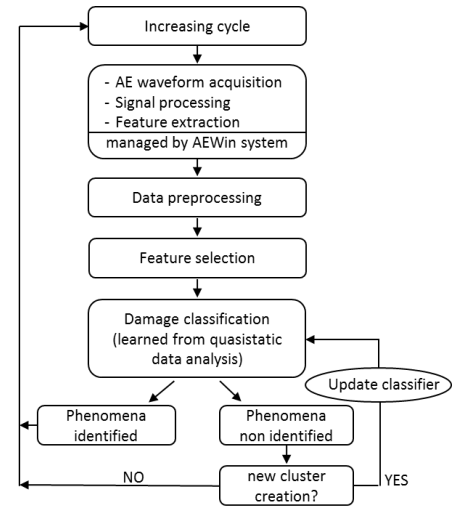 Increasing cycle
- AE waveform acquisition
- Signal processing
- Feature extraction
managed by AEWin system
Data preprocessing
Feature selection
Damage classification
(learned from quasistatic
data analysis)
Update classifier
Phenomena
identified
Phenomena
non identified
NO
new cluster
creation?
YES